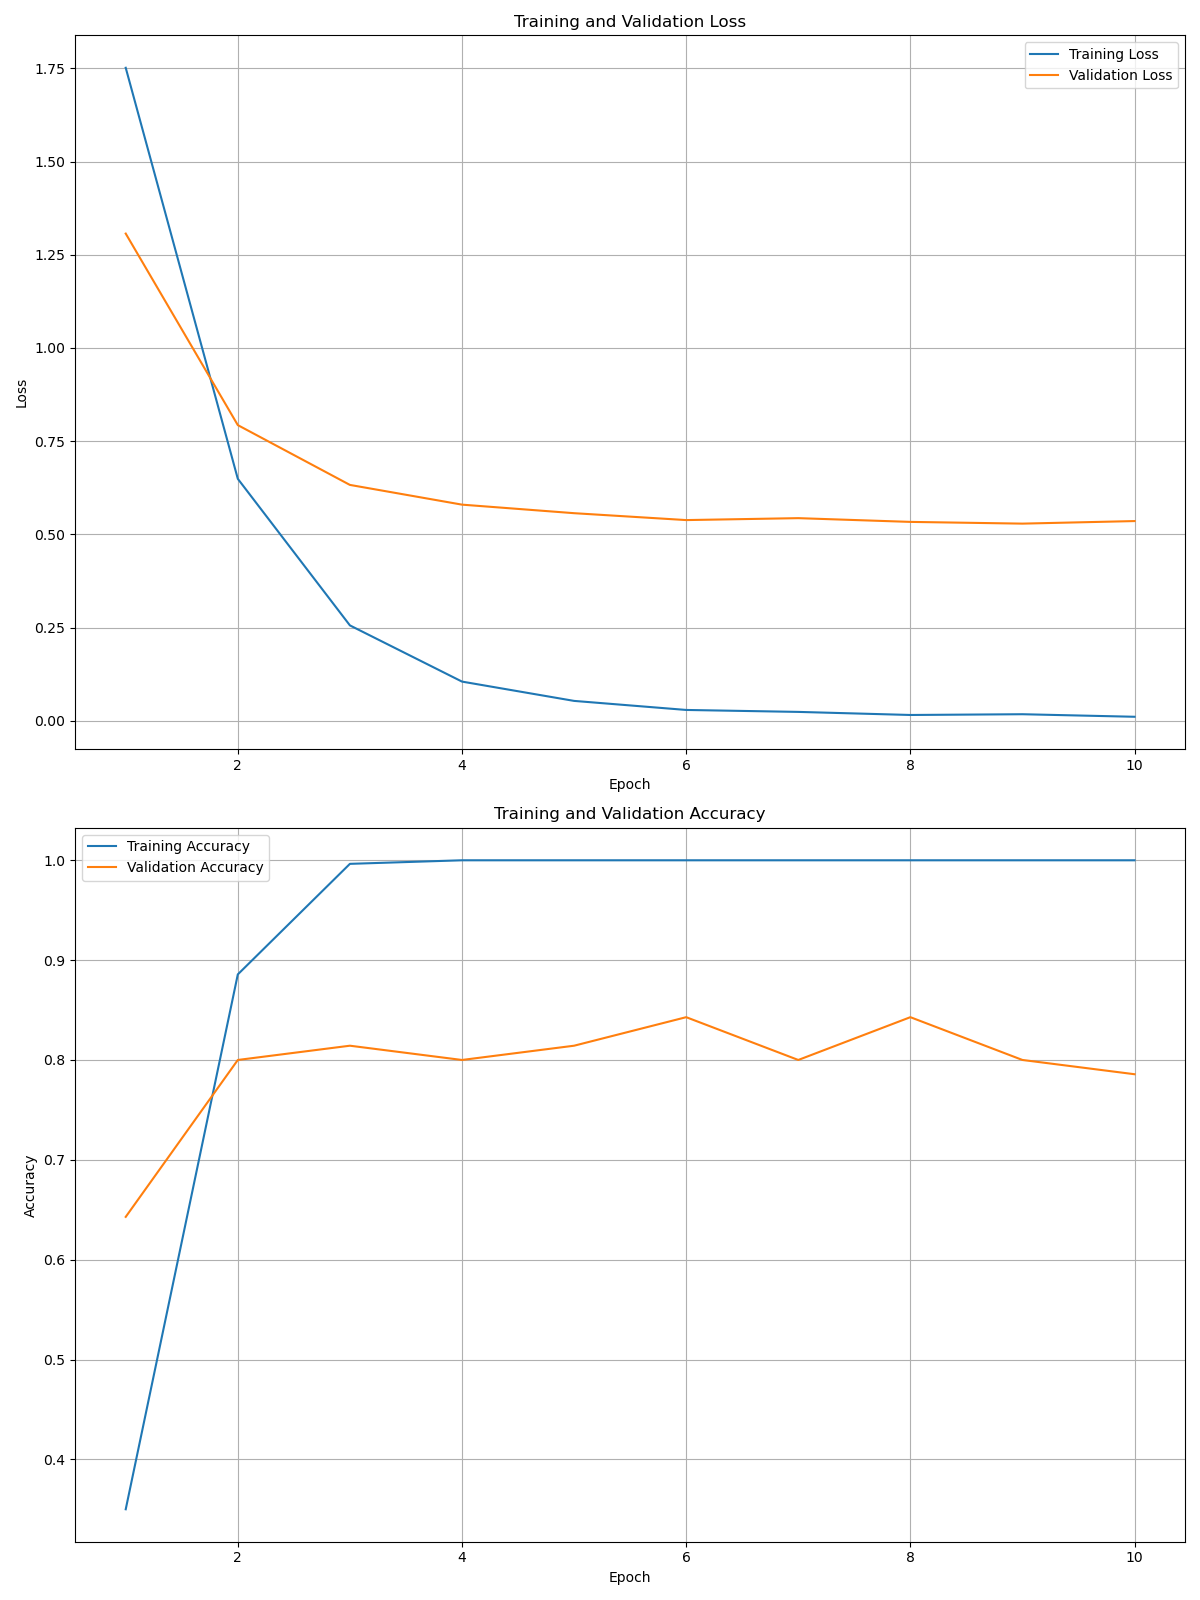 Training and Validation Loss
Training Loss
Validation Loss
1.75
1.50
1.25
1.00
0.75
0.50
0.25
0.00
Loss
2 4 6 8 10
Epoch
Training and Validation Accuracy
Training Accuracy
Validation Accuracy
1.0
0.9
0.8
0.7
0.6
0.5
0.4
Accuracy
2 4 6 8 10
Epoch